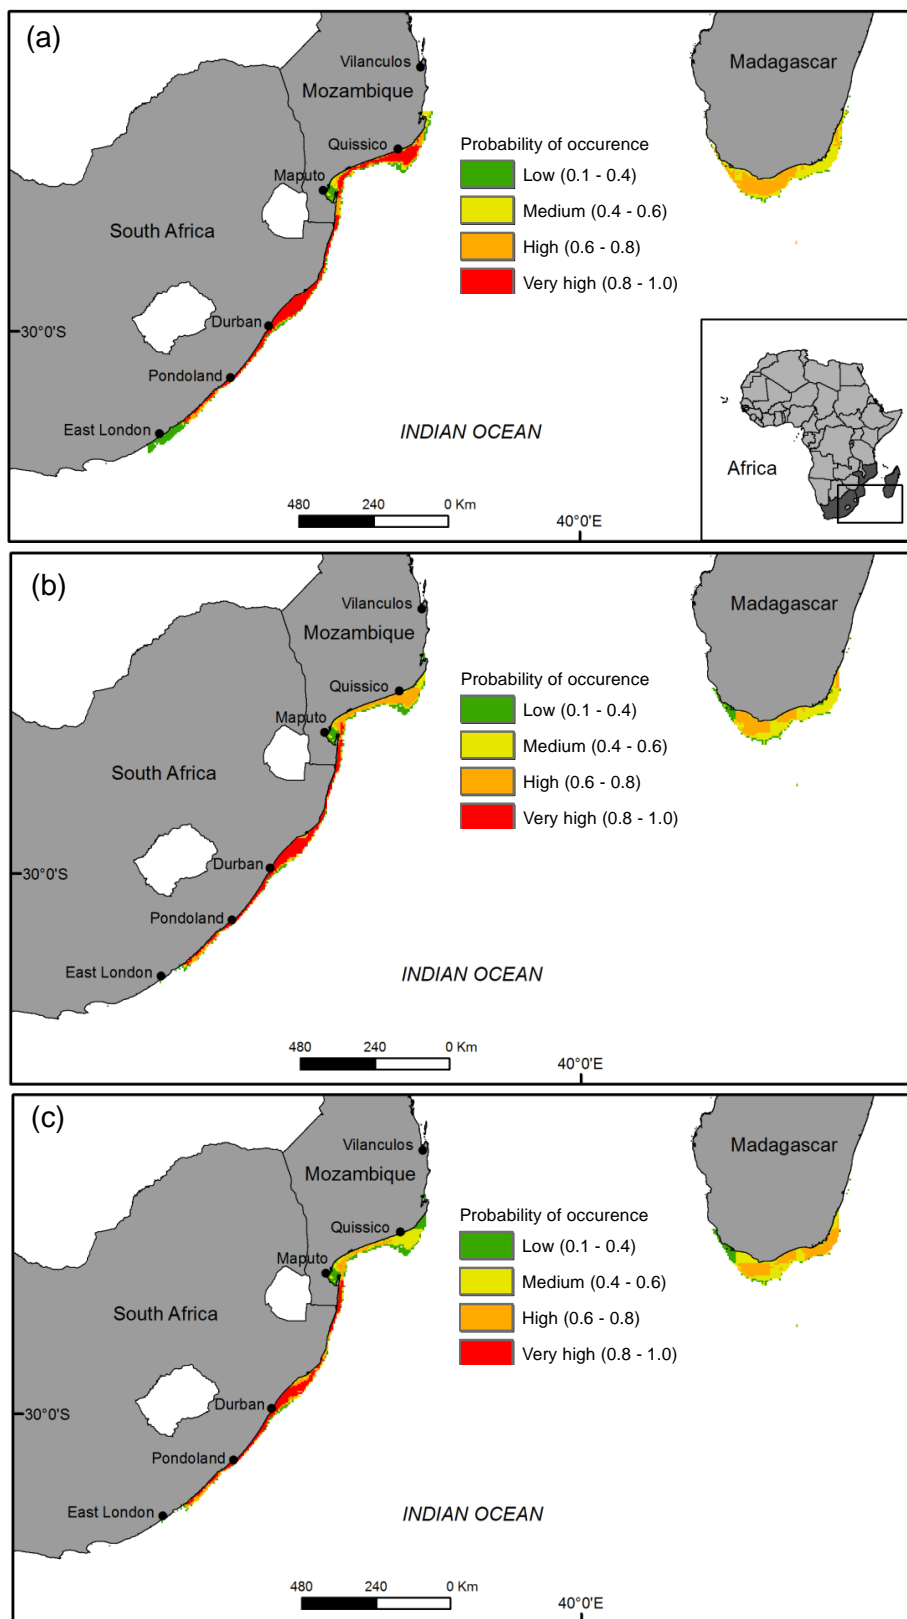 (a)
Vilanculos
Mozambique
Madagascar
Quissico
Probability of occurence
Maputo
Low (0.1 - 0.4)
Medium (0.4 - 0.6)
South Africa
High (0.6 - 0.8)
Very high (0.8 - 1.0)
Durban
30°0'S
Pondoland
East London
INDIAN OCEAN
Africa
480 240 0 Km
40°0'E
(b)
Vilanculos
Madagascar
Mozambique
Quissico
Probability of occurence
Maputo
Low (0.1 - 0.4)
Medium (0.4 - 0.6)
South Africa
High (0.6 - 0.8)
Very high (0.8 - 1.0)
Durban
30°0'S
Pondoland
East London
INDIAN OCEAN
480 240 0 Km
40°0'E
(c)
Vilanculos
Madagascar
Mozambique
Quissico
Probability of occurence
Maputo
Low (0.1 - 0.4)
Medium (0.4 - 0.6)
South Africa
High (0.6 - 0.8)
Very high (0.8 - 1.0)
Durban
30°0'S
Pondoland
East London
INDIAN OCEAN
480 240 0 Km
40°0'E